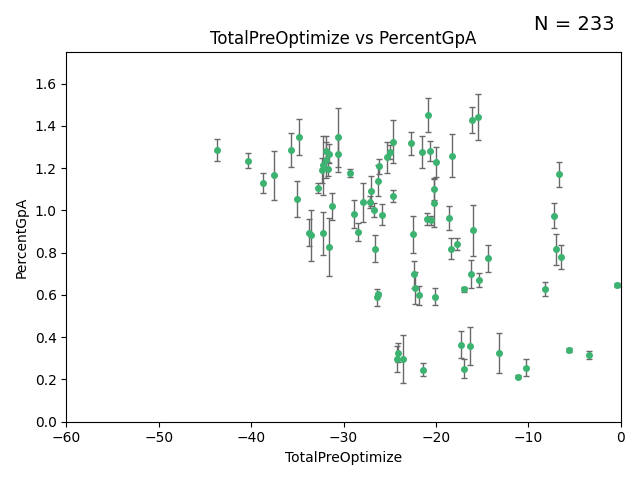 N = 233
TotalPreOptimize vs PercentGpA
1.6
1.4
1.2
1.0
0.8
0.6
0.4
0.2
0.0
PercentGpA
−60 −50 −40 −30 −20 −10 0
TotalPreOptimize